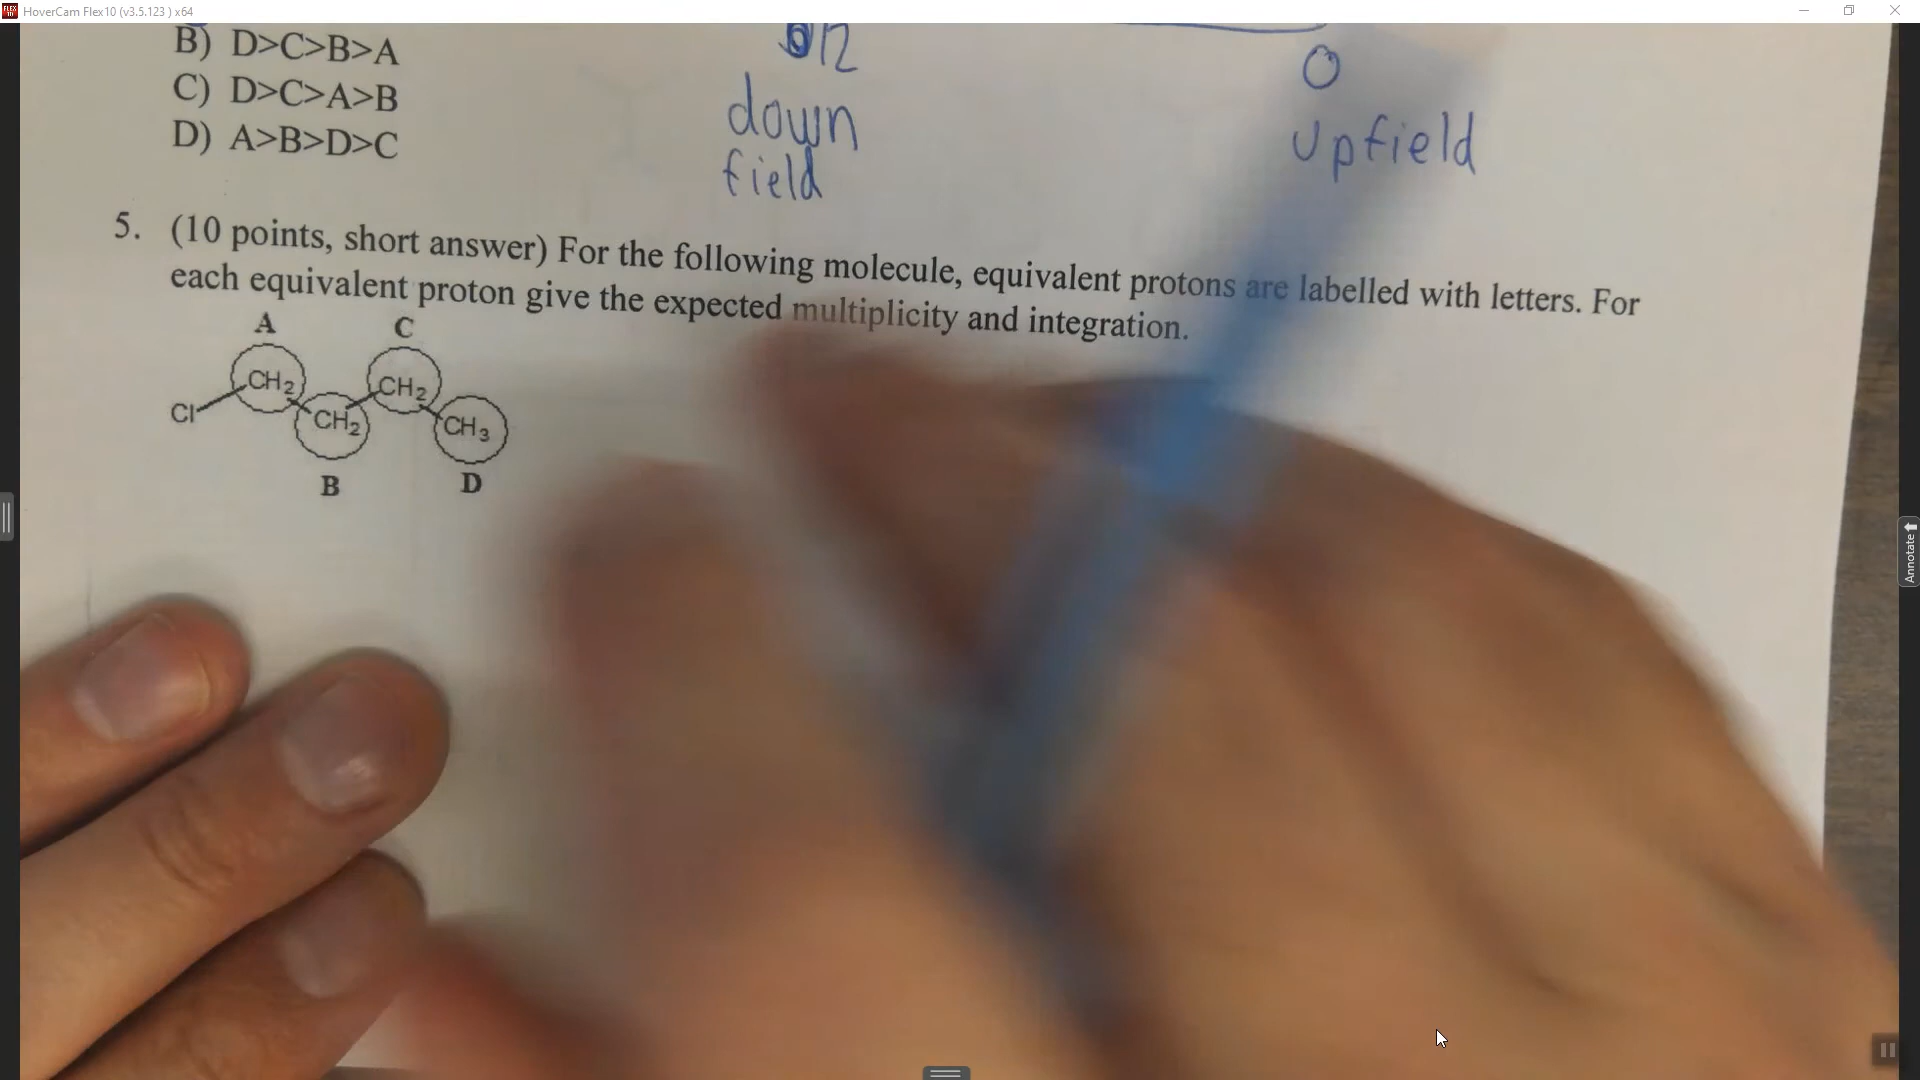 HoverCam Flex10 (v3.5.123 ) x64
B) D>C>B>A
12
0
C) D>C>A>B
down
upfield
D) A>B>D>C
field
5. (10 points, short answer) For the following molecule, equivalent protons are labelled with letters. For
each equivalent proton give the expected multiplicity and integration.
A C
CH2 CH2
Cl CH2 CH3
B D
Annotate